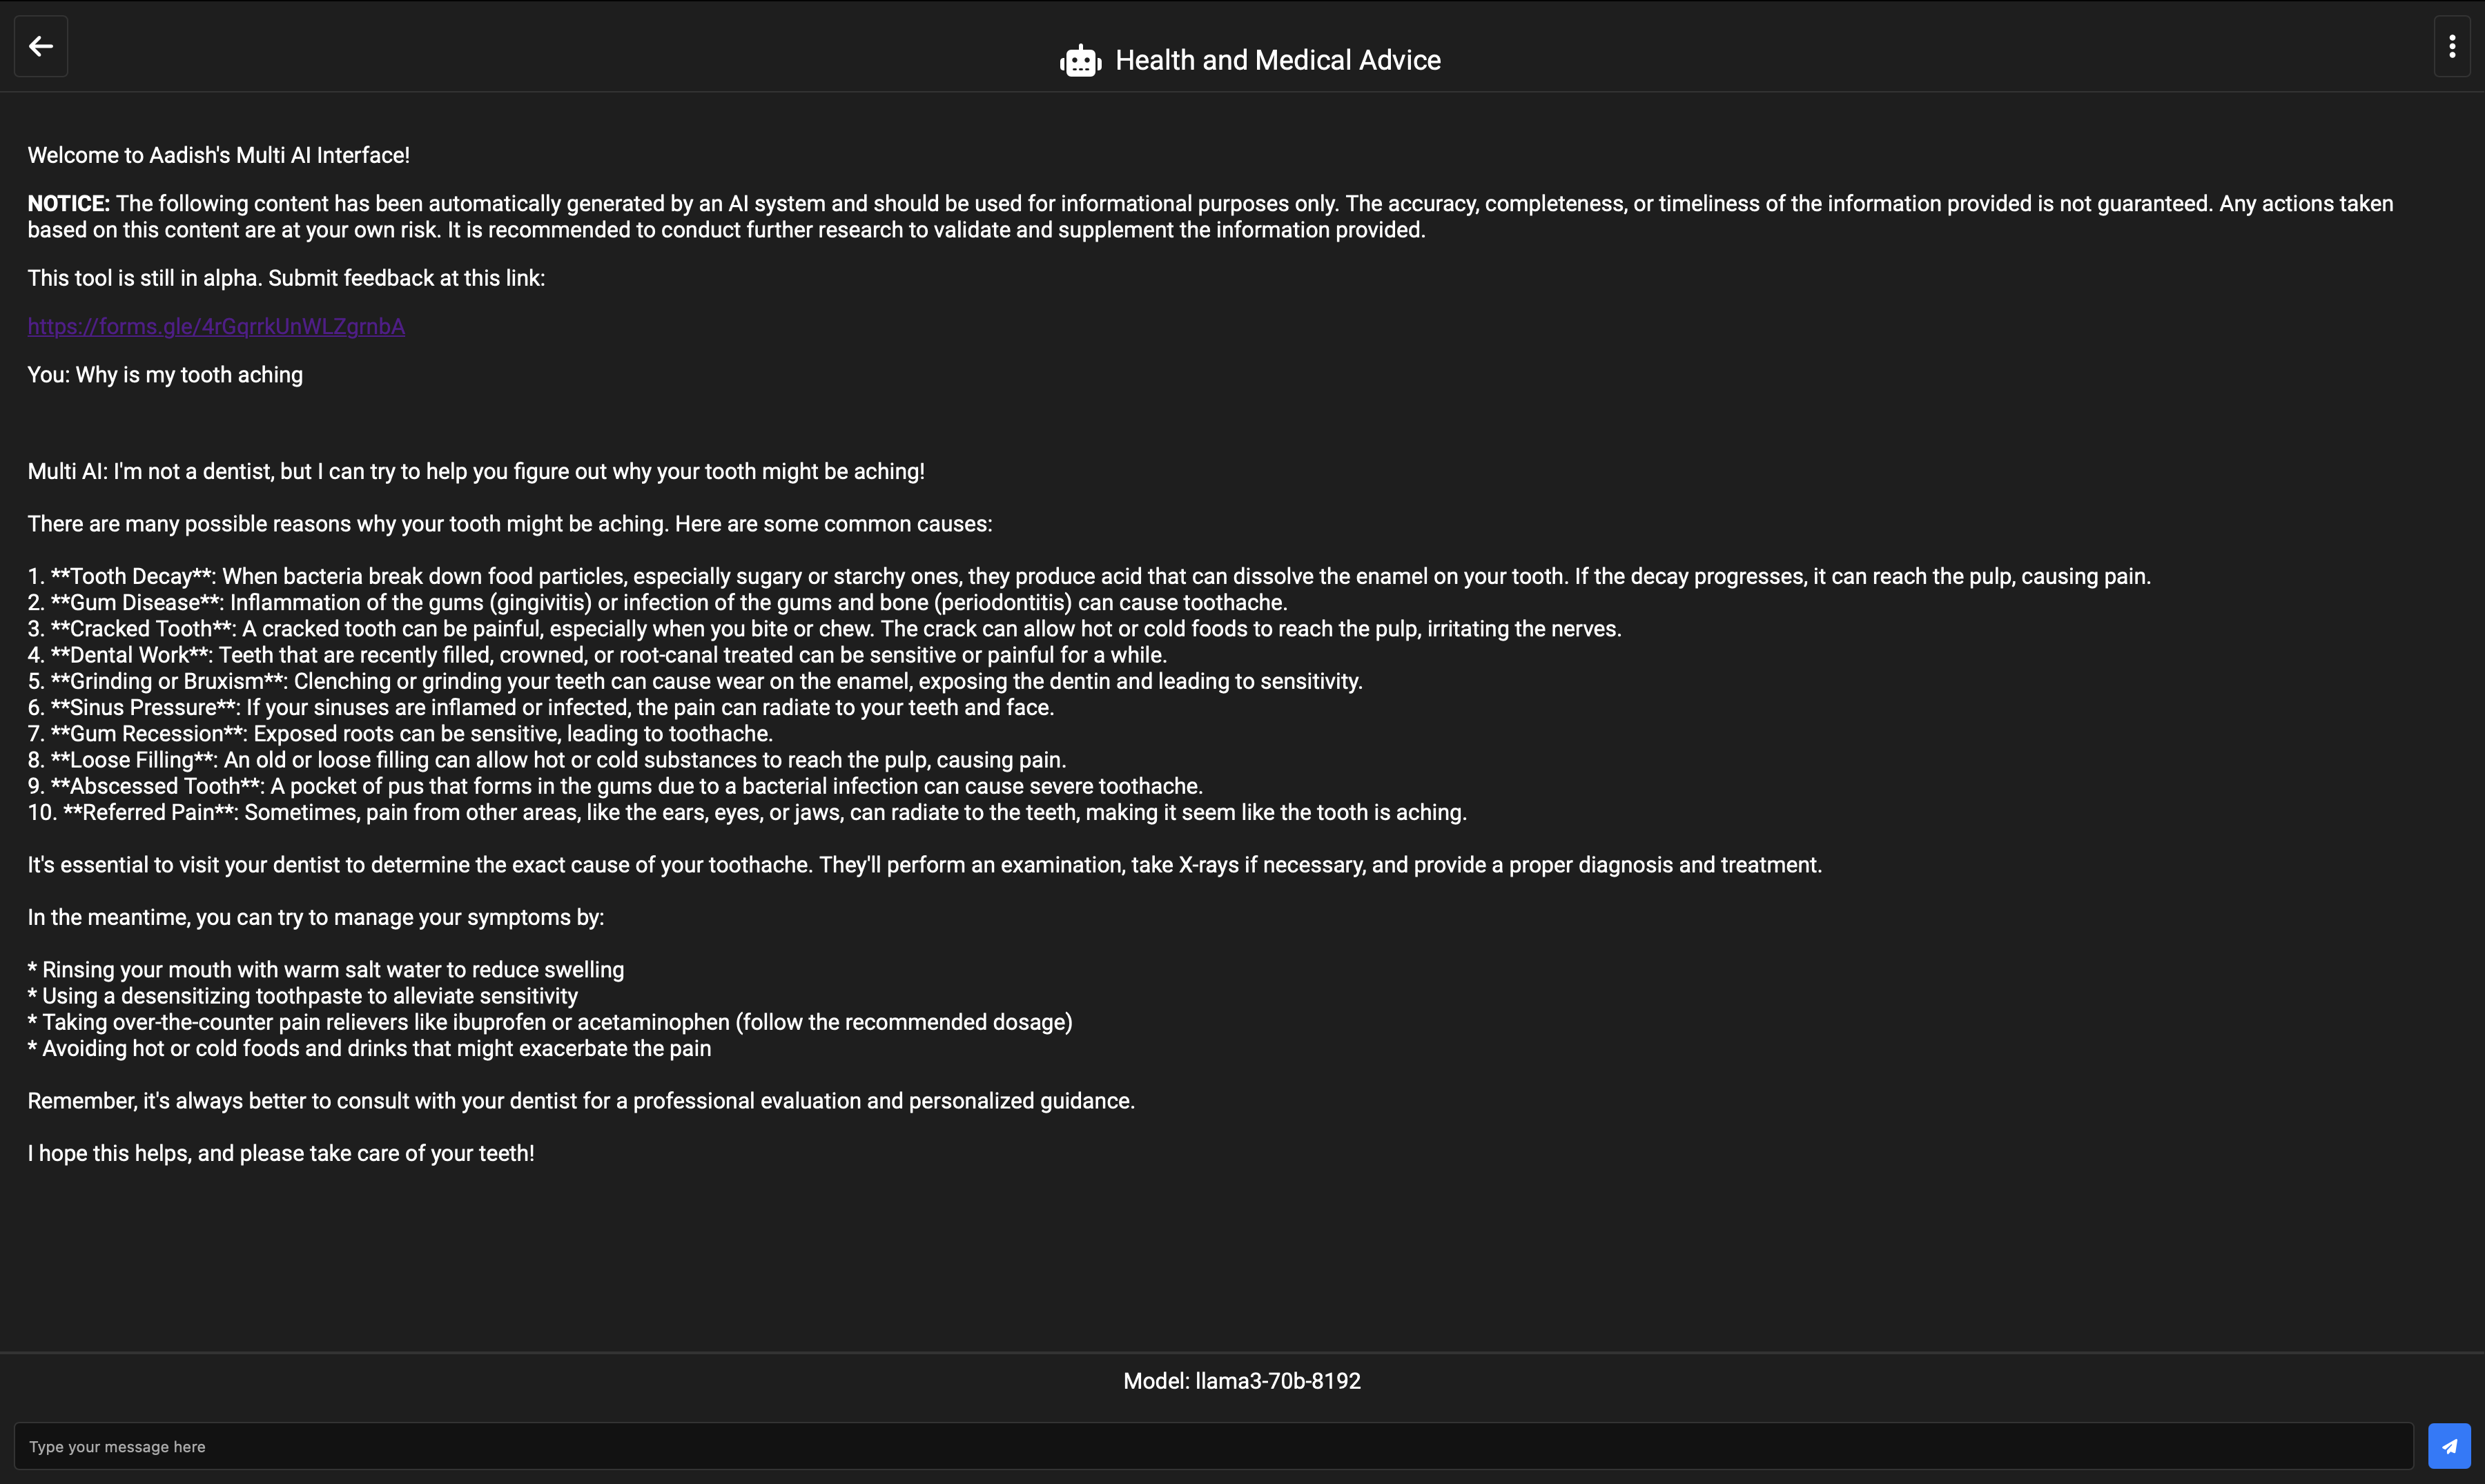 Health and Medical Advice
Welcome to Aadish's Multi AI Interface!
NOTICE: The following content has been automatically generated by an AI system and should be used for informational purposes only. The accuracy, completeness, or timeliness of the information provided is not guaranteed. Any actions taken
based on this content are at your own risk. It is recommended to conduct further research to validate and supplement the information provided.
This tool is still in alpha. Submit feedback at this link:
https://forms.gle/4rGqrrkUnWLZgrnbA
You: Why is my tooth aching
Multi AI: I'm not a dentist, but I can try to help you figure out why your tooth might be aching!
There are many possible reasons why your tooth might be aching. Here are some common causes:
1. **Tooth Decay**: When bacteria break down food particles, especially sugary or starchy ones, they produce acid that can dissolve the enamel on your tooth. If the decay progresses, it can reach the pulp, causing pain.
2. **Gum Disease**: Inflammation of the gums (gingivitis) or infection of the gums and bone (periodontitis) can cause toothache.
3. **Cracked Tooth**: A cracked tooth can be painful, especially when you bite or chew. The crack can allow hot or cold foods to reach the pulp, irritating the nerves.
4. **Dental Work**: Teeth that are recently filled, crowned, or root-canal treated can be sensitive or painful for a while.
5. **Grinding or Bruxism**: Clenching or grinding your teeth can cause wear on the enamel, exposing the dentin and leading to sensitivity.
6. **Sinus Pressure**: If your sinuses are inflamed or infected, the pain can radiate to your teeth and face.
7. **Gum Recession**: Exposed roots can be sensitive, leading to toothache.
8. **Loose Filling**: An old or loose filling can allow hot or cold substances to reach the pulp, causing pain.
9. **Abscessed Tooth**: A pocket of pus that forms in the gums due to a bacterial infection can cause severe toothache.
10. **Referred Pain**: Sometimes, pain from other areas, like the ears, eyes, or jaws, can radiate to the teeth, making it seem like the tooth is aching.
It's essential to visit your dentist to determine the exact cause of your toothache. They'll perform an examination, take X-rays if necessary, and provide a proper diagnosis and treatment.
In the meantime, you can try to manage your symptoms by:
* Rinsing your mouth with warm salt water to reduce swelling
* Using a desensitizing toothpaste to alleviate sensitivity
* Taking over-the-counter pain relievers like ibuprofen or acetaminophen (follow the recommended dosage)
* Avoiding hot or cold foods and drinks that might exacerbate the pain
Remember, it's always better to consult with your dentist for a professional evaluation and personalized guidance.
I hope this helps, and please take care of your teeth!
Model: llama3-70b-8192
Type your message here